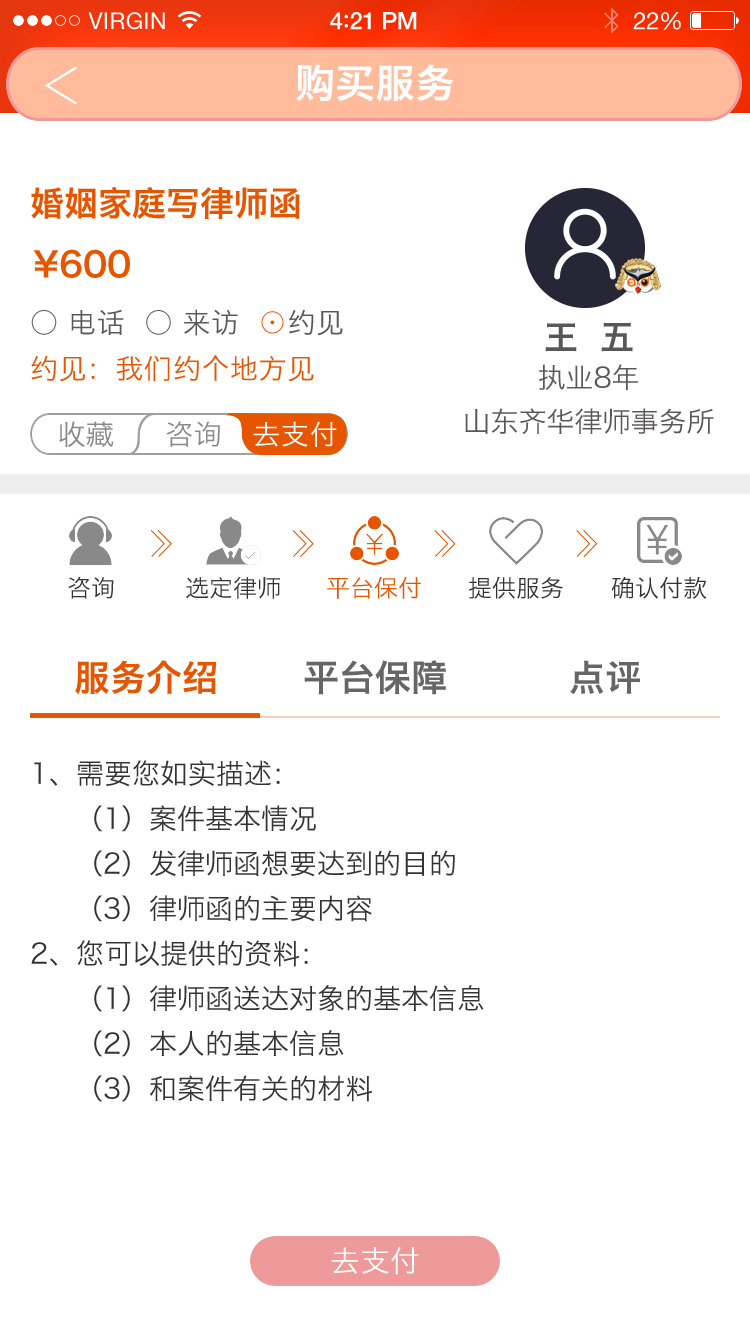 VIRGIN 4:21 PM 22%
购买服务
婚姻家庭写律师函
¥600
电话 来访 约见
约见：我们约个地方见
收藏 咨询 去支付
王 五
执业8年
山东齐华律师事务所
咨询 选定律师 平台保付 提供服务 确认付款
服务介绍 平台保障 点评
1、需要您如实描述：
（1）案件基本情况
（2）发律师函想要达到的目的
（3）律师函的主要内容
2、您可以提供的资料：
（1）律师函送达对象的基本信息
（2）本人的基本信息
（3）和案件有关的材料
去支付